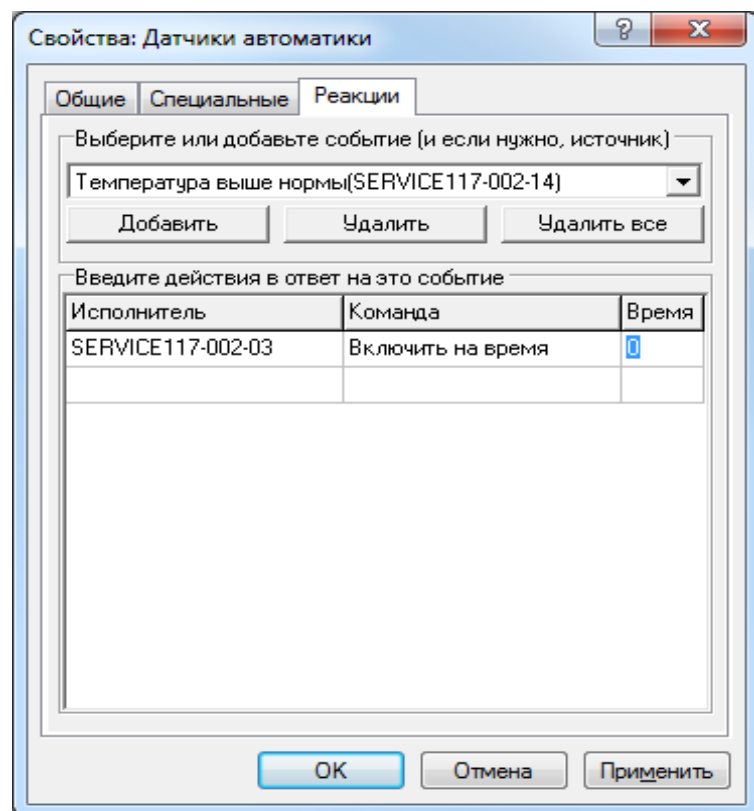 Свойства: Датчики автоматики
?
Общие Специальные Реакции
Выберите или добавьте событие (и если нужно, источник)
Температура выше нормы(SERVICE117-002-14)
Добавить Удалить Удалить все
Введите действия в ответ на это событие
Исполнитель Команда Время
SERVICE117-002-03 Включить на время 0
OK Отмена Применить